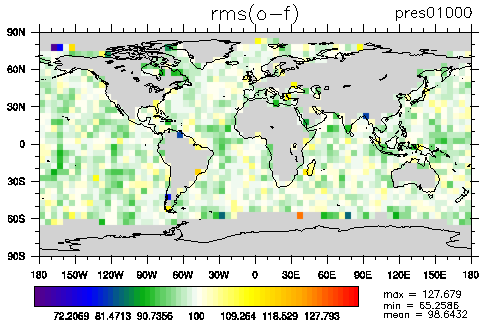 rms(o-f)
pres01000
90N
60N
30N
0
30S
60S
90S
180 150W 120W 90W 60W 30W 0 30E 60E 90E 120E 150E 180
72.2069 81.4713 90.7356 100 109.264 118.529 127.793
max = 127.679
min = 65.2586
mean = 98.6432